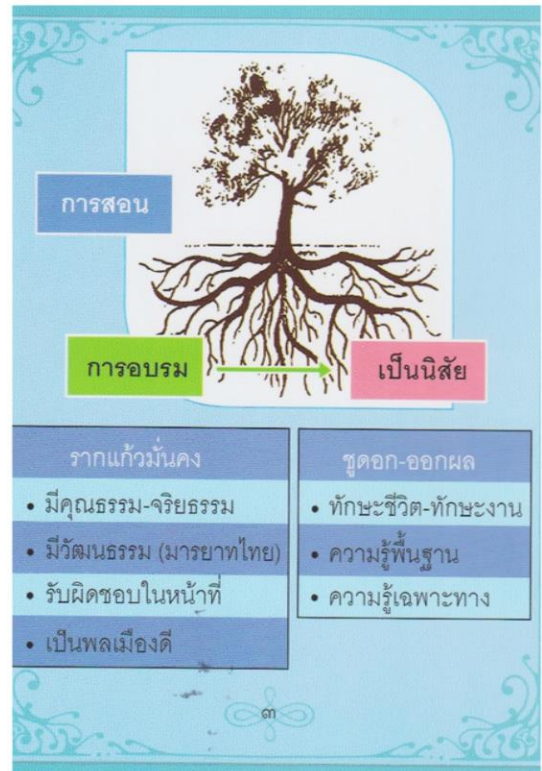 การสอน
การอบรม
เป็นนิสัย
รากแก้วมั่นคง
• มีคุณธรรม-จริยธรรม
• มีวัฒนธรรม (มารยาทไทย)
• รับผิดชอบในหน้าที่
• เป็นพลเมืองดี
ชูดอก-ออกผล
• ทักษะชีวิต-ทักษะงาน
• ความรู้พื้นฐาน
• ความรู้เฉพาะทาง
๓